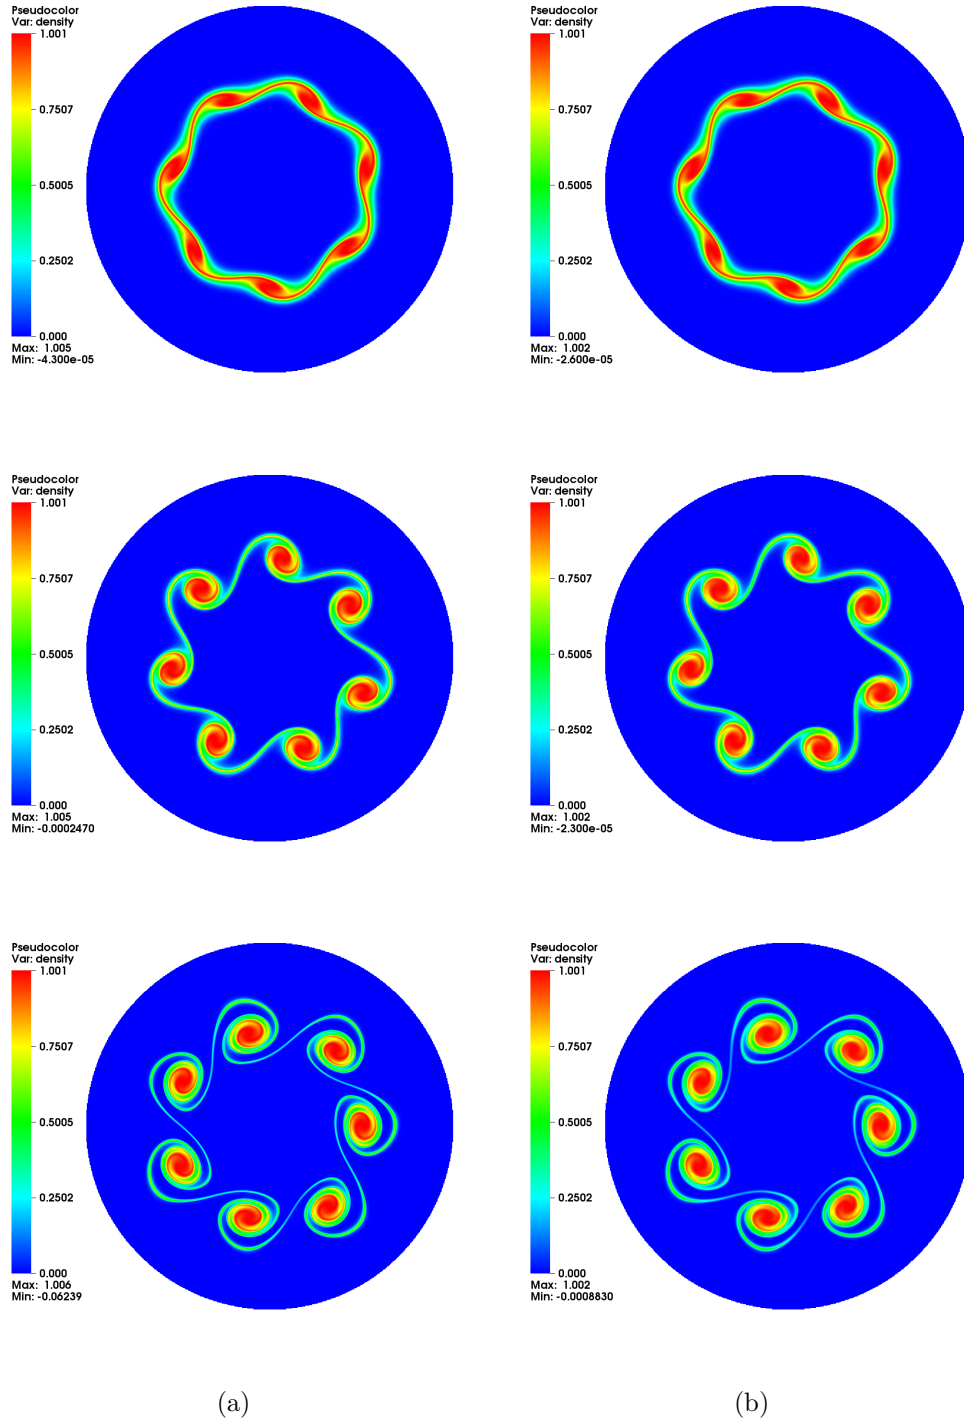 Pseudocolor
Var: density
1.001
0.7507
0.5005
0.2502
0.000
Max: 1.005
Min: -4.300e-05
Pseudocolor
Var: density
1.001
0.7507
0.5005
0.2502
0.000
Max: 1.002
Min: -2.600e-05
Pseudocolor
Var: density
1.001
0.7507
0.5005
0.2502
0.000
Max: 1.005
Min: -0.0002470
Pseudocolor
Var: density
1.001
0.7507
0.5005
0.2502
0.000
Max: 1.002
Min: -2.300e-05
Pseudocolor
Var: density
1.001
0.7507
0.5005
0.2502
0.000
Max: 1.006
Min: -0.06239
Pseudocolor
Var: density
1.001
0.7507
0.5005
0.2502
0.000
Max: 1.002
Min: -0.0008830
(a)
(b)